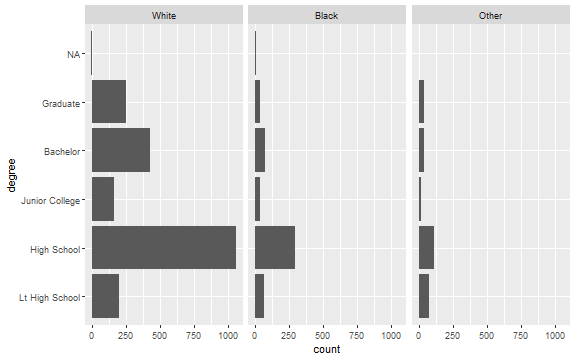 White Black Other
NA
Graduate
Bachelor
Junior College
High School
Lt High School
degree
0 250 500 750 1000 0 250 500 750 1000 0 250 500 750 1000
count